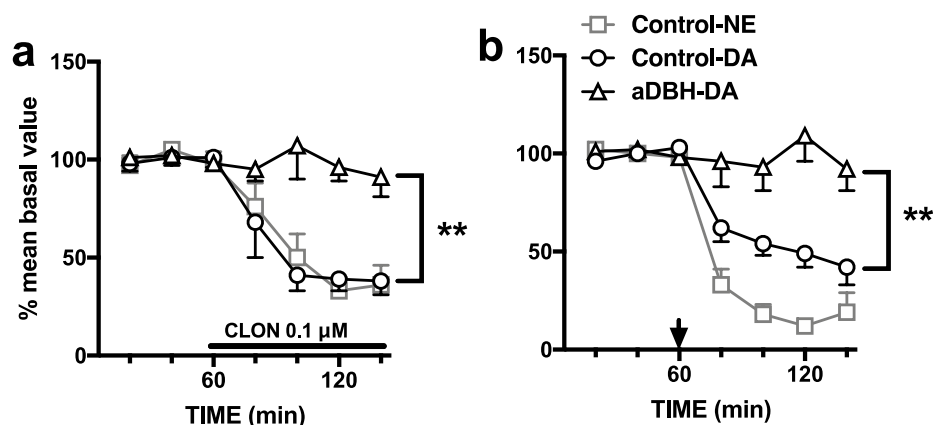 a
% mean basal value
150
100
50
0
CLON 0.1 µM
**
60
120
TIME (min)
b
Control-NE
Control-DA
aDBH-DA
150
100
50
0
**
60
120
TIME (min)